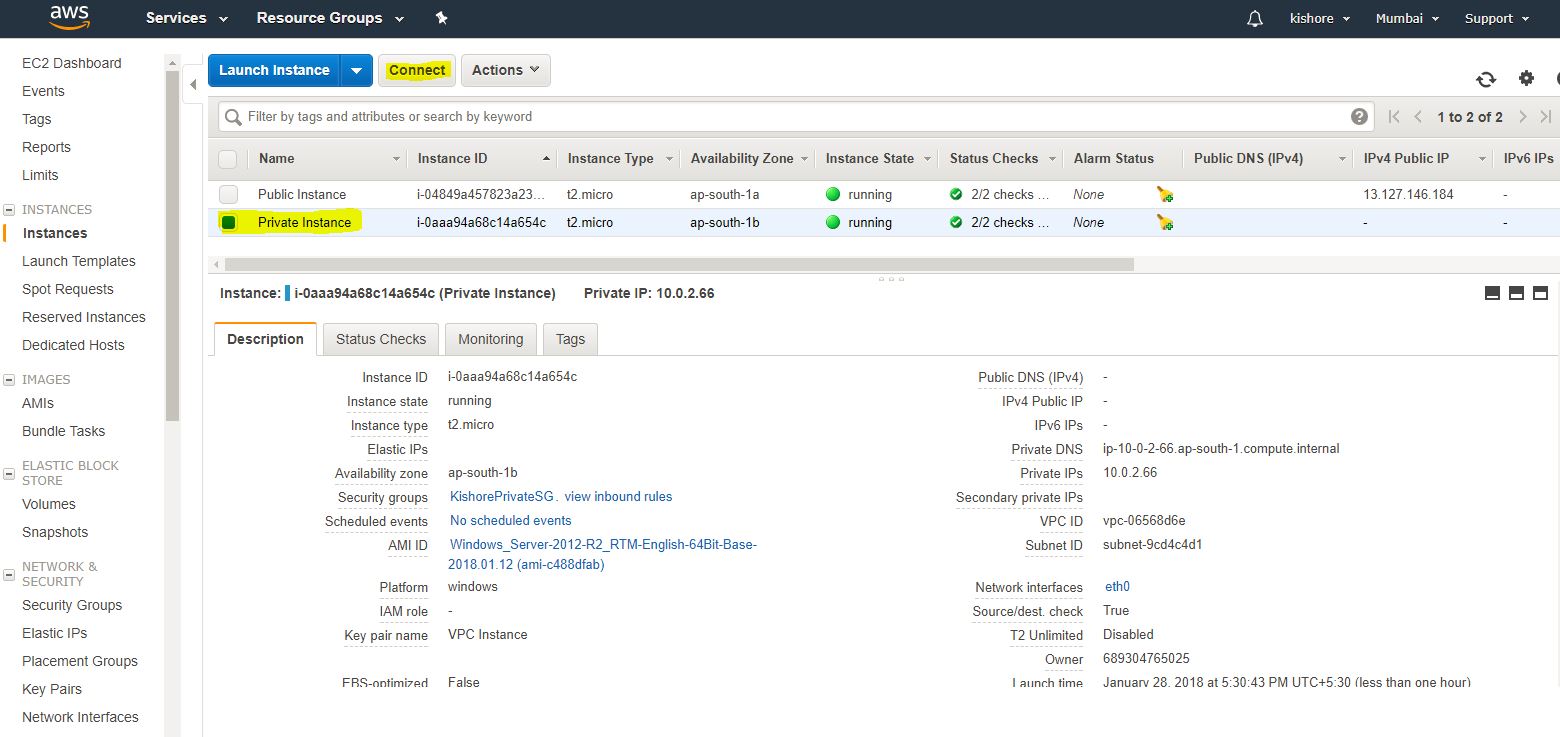 aws Services Resource Groups kishore Mumbai Support
EC2 Dashboard
Events
Tags
Reports
Limits
INSTANCES
Instances
Launch Templates
Spot Requests
Reserved Instances
Dedicated Hosts
IMAGES
AMIs
Bundle Tasks
ELASTIC BLOCK
STORE
Volumes
Snapshots
NETWORK &
SECURITY
Security Groups
Elastic IPs
Placement Groups
Key Pairs
Network Interfaces
Launch Instance Connect Actions
Filter by tags and attributes or search by keyword 1 to 2 of 2
Name Instance ID Instance Type Availability Zone Instance State Status Checks Alarm Status Public DNS (IPv4) IPv4 Public IP IPv6 IPs
Public Instance i-04849a457823a23... t2.micro ap-south-1a running 2/2 checks ... None 13.127.146.184 -
Private Instance i-0aaa94a68c14a654c t2.micro ap-south-1b running 2/2 checks ... None - -
Instance: i-0aaa94a68c14a654c (Private Instance) Private IP: 10.0.2.66
Description Status Checks Monitoring Tags
Instance ID i-0aaa94a68c14a654c Public DNS (IPv4) -
Instance state running IPv4 Public IP -
Instance type t2.micro IPv6 IPs -
Elastic IPs Private DNS ip-10-0-2-66.ap-south-1.compute.internal
Availability zone ap-south-1b Private IPs 10.0.2.66
Security groups KishorePrivateSG. view inbound rules Secondary private IPs
Scheduled events No scheduled events VPC ID vpc-06568d6e
AMI ID Windows_Server-2012-R2_RTM-English-64Bit-Base- Subnet ID subnet-9cd4c4d1
2018.01.12 (ami-c488dfab)
Platform windows Network interfaces eth0
IAM role - Source/dest. check True
Key pair name VPC Instance T2 Unlimited Disabled
Owner 689304765025
EBS-optimized False Launch time January 28, 2018 at 5:30:43 PM UTC+5:30 (less than one hour)